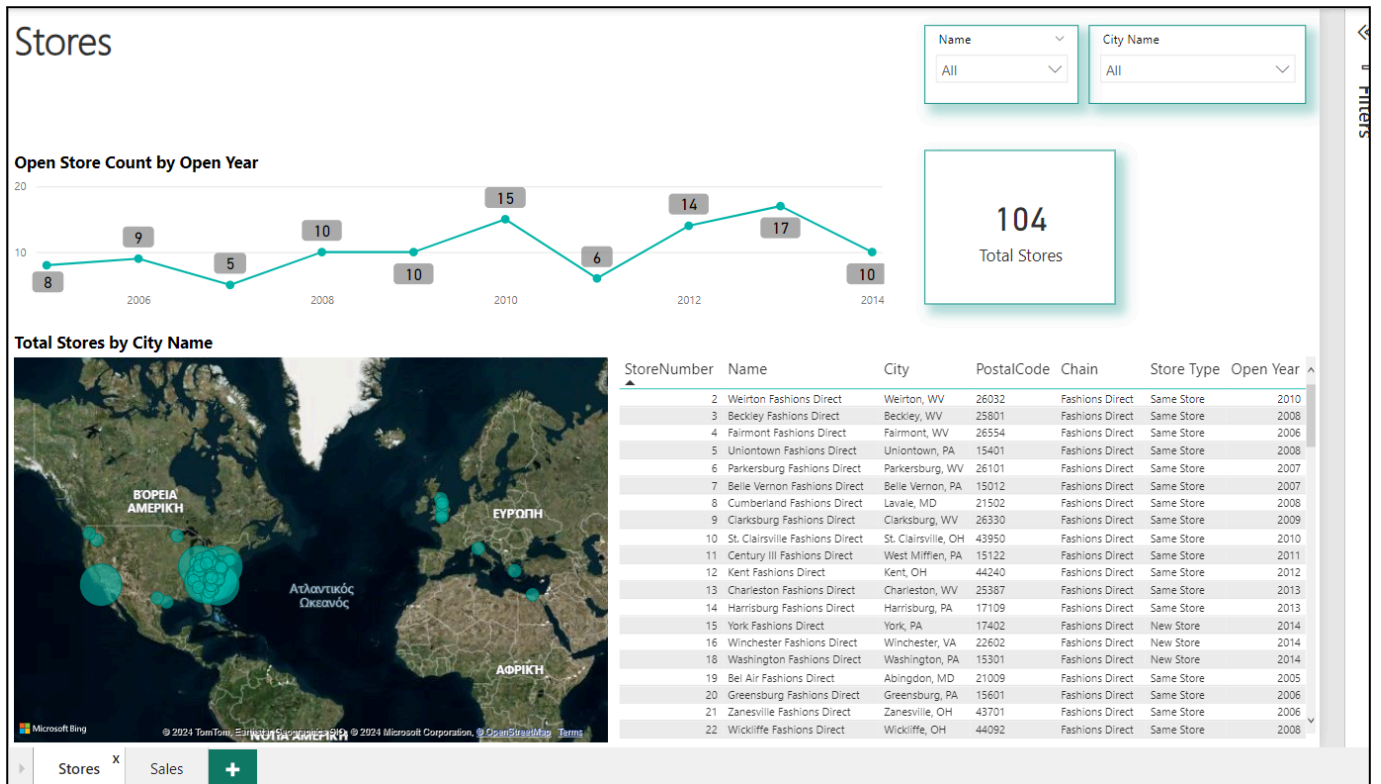 Stores
Name
All
City Name
All
Filters
Open Store Count by Open Year
20
10
8
9
5
10
10
15
6
14
17
10
2006
2008
2010
2012
2014
104
Total Stores
Total Stores by City Name
ΒΌΡΕΙΑ
ΑΜΕΡΙΚΉ
ΕΥΡΏΠΗ
Ατλαντικός
Ωκεανός
ΑΦΡΙΚΉ
ΝΌΤΙΑ ΑΜΕΡΙΚΉ
Microsoft Bing
© 2024 TomTom, Earthstar Geographics SIO, © 2024 Microsoft Corporation, © OpenStreetMap Terms
StoreNumber Name City PostalCode Chain Store Type Open Year
2 Weirton Fashions Direct Weirton, WV 26032 Fashions Direct Same Store 2010
3 Beckley Fashions Direct Beckley, WV 25801 Fashions Direct Same Store 2008
4 Fairmont Fashions Direct Fairmont, WV 26554 Fashions Direct Same Store 2006
5 Uniontown Fashions Direct Uniontown, PA 15401 Fashions Direct Same Store 2008
6 Parkersburg Fashions Direct Parkersburg, WV 26101 Fashions Direct Same Store 2007
7 Belle Vernon Fashions Direct Belle Vernon, PA 15012 Fashions Direct Same Store 2007
8 Cumberland Fashions Direct Lavale, MD 21502 Fashions Direct Same Store 2008
9 Clarksburg Fashions Direct Clarksburg, WV 26330 Fashions Direct Same Store 2009
10 St. Clairsville Fashions Direct St. Clairsville, OH 43950 Fashions Direct Same Store 2010
11 Century III Fashions Direct West Mifflen, PA 15122 Fashions Direct Same Store 2011
12 Kent Fashions Direct Kent, OH 44240 Fashions Direct Same Store 2012
13 Charleston Fashions Direct Charleston, WV 25387 Fashions Direct Same Store 2013
14 Harrisburg Fashions Direct Harrisburg, PA 17109 Fashions Direct Same Store 2013
15 York Fashions Direct York, PA 17402 Fashions Direct New Store 2014
16 Winchester Fashions Direct Winchester, VA 22602 Fashions Direct New Store 2014
18 Washington Fashions Direct Washington, PA 15301 Fashions Direct New Store 2014
19 Bel Air Fashions Direct Abingdon, MD 21009 Fashions Direct Same Store 2005
20 Greensburg Fashions Direct Greensburg, PA 15601 Fashions Direct Same Store 2006
21 Zanesville Fashions Direct Zanesville, OH 43701 Fashions Direct Same Store 2006
22 Wickliffe Fashions Direct Wickliffe, OH 44092 Fashions Direct Same Store 2008
Stores x
Sales
+